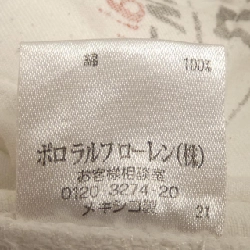 綿 100%
ポロ ラルフ ローレン(株)
お客様相談室
0120.3274-20
メキシコ製 21